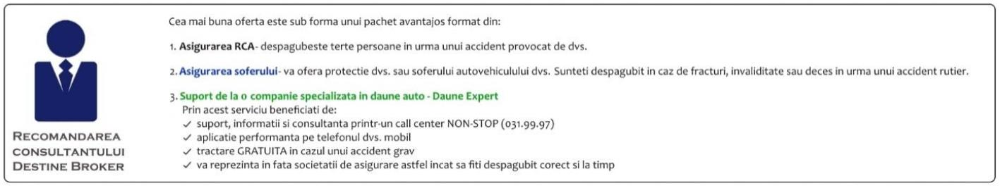 Cea mai buna oferta este sub forma unui pachet avantajos format din:
1. Asigurarea RCA- despagubeste terte persoane in urma unui accident provocat de dvs.
2. Asigurarea soferului- va ofera protectie dvs. sau soferului autovehiculului dvs. Sunteti despagubit in caz de fracturi, invaliditate sau deces in urma unui accident rutier.
3. Suport de la o companie specializata in daune auto - Daune Expert
Prin acest serviciu beneficiati de:
✓ suport, informatii si consultanta printr-un call center NON-STOP (031.99.97)
✓ aplicatie performanta pe telefonul dvs. mobil
✓ tractare GRATUITA in cazul unui accident grav
✓ va reprezinta in fata societatii de asigurare astfel incat sa fiti despagubit corect si la timp
RECOMANDAREA
CONSULTANTULUI
DESTINE BROKER